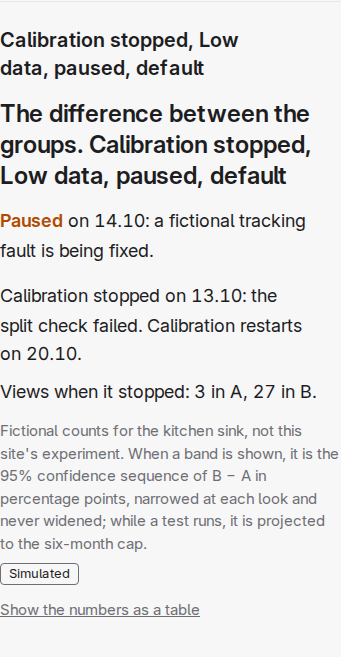 Calibration stopped, Low
data, paused, default
The difference between the
groups. Calibration stopped,
Low data, paused, default
Paused on 14.10: a fictional tracking
fault is being fixed.
Calibration stopped on 13.10: the
split check failed. Calibration restarts
on 20.10.
Views when it stopped: 3 in A, 27 in B.
Fictional counts for the kitchen sink, not this
site's experiment. When a band is shown, it is the
95% confidence sequence of B − A in
percentage points, narrowed at each look and
never widened; while a test runs, it is projected
to the six-month cap.
Simulated
Show the numbers as a table